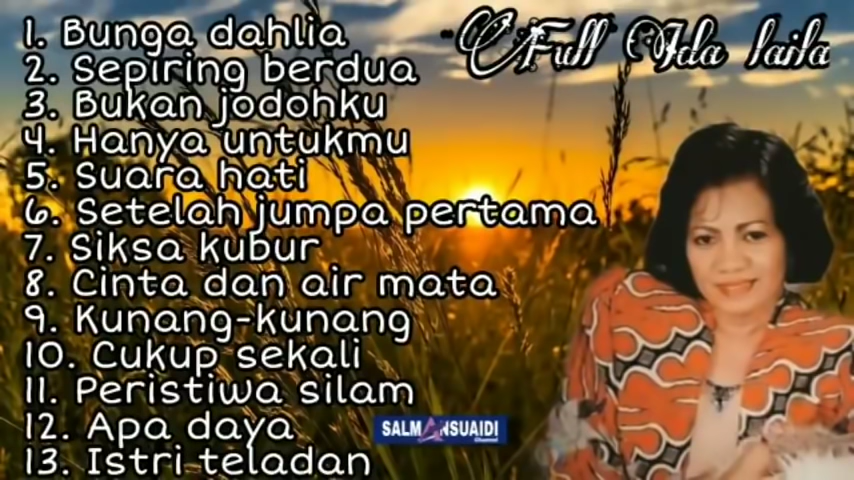 Full Ida laila
1. Bunga dahlia
2. Sepiring berdua
3. Bukan jodohku
4. Hanya untukmu
5. Suara hati
6. Setelah jumpa pertama
7. Siksa kubur
8. Cinta dan air mata
9. Kunang-kunang
10. Cukup sekali
11. Peristiwa silam
12. Apa daya
13. Istri teladan
SALMANSUAIDI
Channel